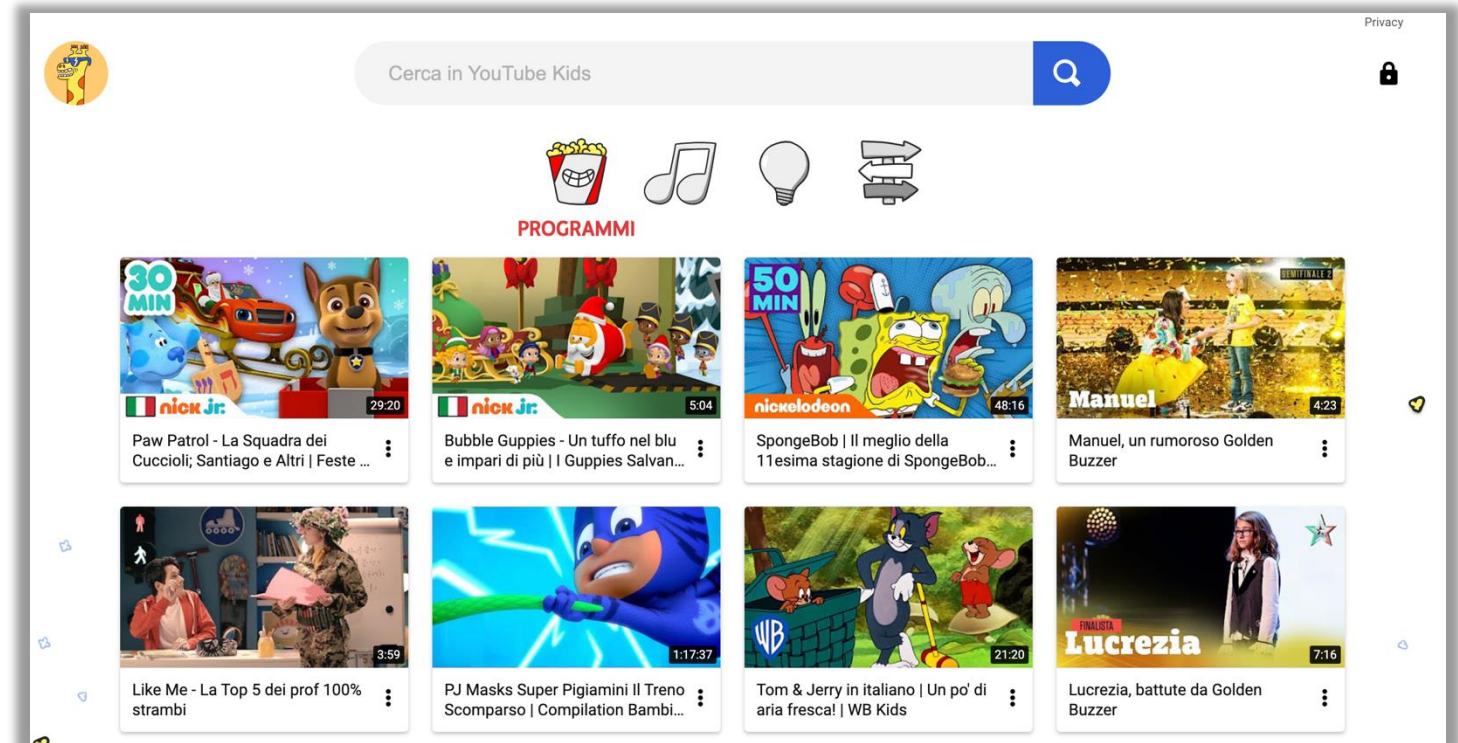 Privacy
Cerca in YouTube Kids
PROGRAMMI
30
MIN
nick jr.
29:20
nick jr.
5:04
50
MIN
nickelodeon
48:16
SEMIFINALE 2
Manuel
4:23
Paw Patrol - La Squadra dei
Cuccioli; Santiago e Altri | Feste ...
Bubble Guppies - Un tuffo nel blu
e impari di più | I Guppies Salvan...
SpongeBob | Il meglio della
11esima stagione di SpongeBob...
Manuel, un rumoroso Golden
Buzzer
3:59
1:17:37
WB
21:20
FINALISTA
Lucrezia
7:16
Like Me - La Top 5 dei prof 100%
strambi
PJ Masks Super Pigiamini Il Treno
Scomparso | Compilation Bambi...
Tom & Jerry in italiano | Un po' di
aria fresca! | WB Kids
Lucrezia, battute da Golden
Buzzer